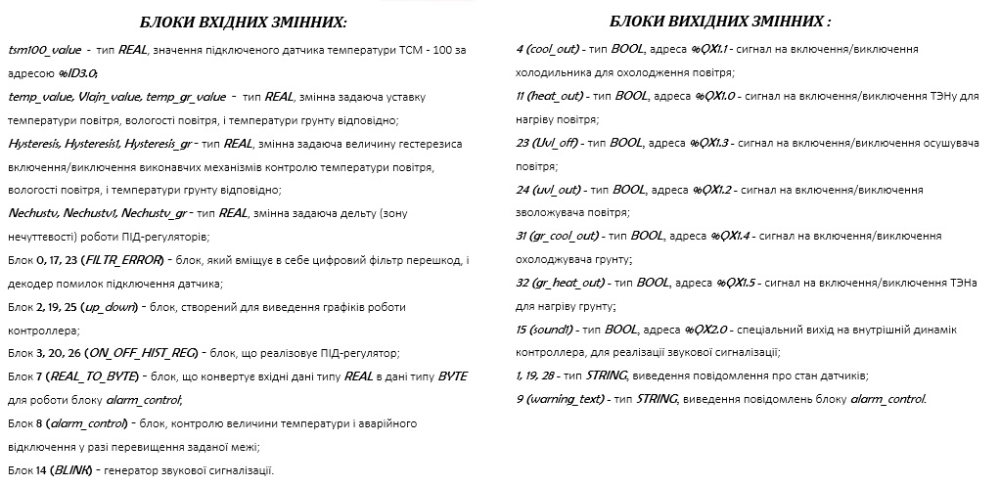 БЛОКИ ВХІДНИХ ЗМІННИХ:
tsm100_value - тип REAL, значення підключеного датчика температури ТСМ - 100 за
адресою %ID3.0;
temp_value, Vlajn_value, temp_gr_value – тип REAL, змінна задаюча уставку
температури повітря, вологості повітря, і температури грунту відповідно;
Hysteresis, Hysteresis1, Hysteresis_gr – тип REAL, змінна задаюча величину гестерезиса
включення/виключення виконавчих механізмів контролю температури повітря,
вологості повітря, і температури грунту відповідно;
Nechustv, Nechustv1, Nechustv_gr – тип REAL, змінна задаюча дельту (зону
нечуттєвості) роботи ПІД-регуляторів;
Блок 0, 17, 23 (FILTR_ERROR) – блок, який вміщує в себе цифровий фільтр перешкод, і
декодер помилок підключення датчика;
Блок 2, 19, 25 (up_down) – блок, створений для виведення графіків роботи
контроллера;
Блок 3, 20, 26 (ON_OFF_HIST_REG) – блок, що реалізовує ПІД-регулятор;
Блок 7 (REAL_TO_BYTE) – блок, що конвертує вхідні дані типу REAL в дані типу BYTE
для роботи блоку alarm_control;
Блок 8 (alarm_control) – блок, контролю величини температури і аварійного
відключення у разі перевищення заданої межі;
Блок 14 (BLINK) – генератор звукової сигналізації.
БЛОКИ ВИХІДНИХ ЗМІННИХ :
4 (cool_out) - тип BOOL, адреса %QX1.1 - сигнал на включення/виключення
холодильника для охолодження повітря;
11 (heat_out) - тип BOOL, адреса %QX1.0 - сигнал на включення/виключення ТЭНу для
нагріву повітря;
23 (Uvl_off) - тип BOOL, адреса %QX1.3 - сигнал на включення/виключення осушувача
повітря;
24 (uvl_out) - тип BOOL, адреса %QX1.2 - сигнал на включення/виключення
зволожувача повітря;
31 (gr_cool_out) - тип BOOL, адреса %QX1.4 - сигнал на включення/виключення
охолоджувача грунту;
32 (gr_heat_out) - тип BOOL, адреса %QX1.5 - сигнал на включення/виключення ТЭНа
для нагріву грунту;
15 (sound1) - тип BOOL, адреса %QX2.0 - спеціальний вихід на внутрішній динамік
контроллера, для реалізації звукової сигналізації;
1, 19, 28 - тип STRING, виведення повідомлення про стан датчиків;
9 (warning_text) - тип STRING, виведення повідомлень блоку alarm_control.